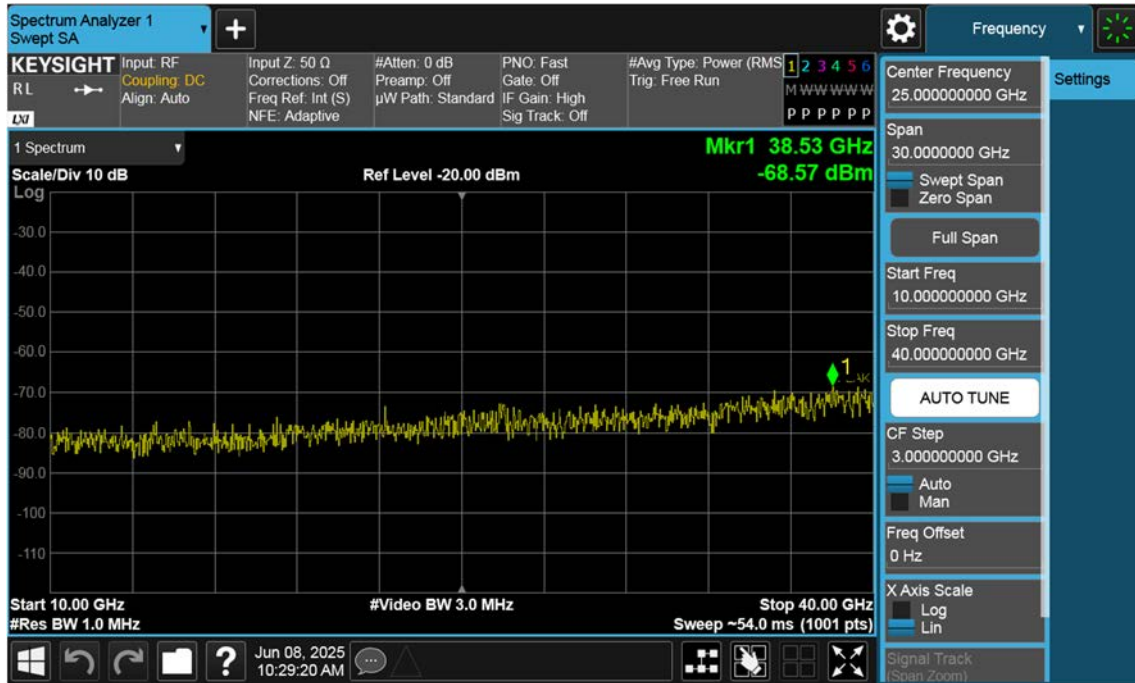 Spectrum Analyzer 1
Swept SA
+
Frequency
KEYSIGHT
RL
LXI
Input: RF
Coupling: DC
Align: Auto
Input Z: 50 Ω
Corrections: Off
Freq Ref: Int (S)
NFE: Adaptive
#Atten: 0 dB
Preamp: Off
µW Path: Standard
PNO: Fast
Gate: Off
IF Gain: High
Sig Track: Off
#Avg Type: Power (RMS
Trig: Free Run
1 2 3 4 5 6
M W W W W W
P P P P P P
1 Spectrum
Scale/Div 10 dB
Ref Level -20.00 dBm
Mkr1 38.53 GHz
-68.57 dBm
Log
-30.0
-40.0
-50.0
-60.0
-70.0
-80.0
-90.0
-100
-110
1
Start 10.00 GHz
#Video BW 3.0 MHz
Stop 40.00 GHz
#Res BW 1.0 MHz
Sweep ~54.0 ms (1001 pts)
Center Frequency
25.000000000 GHz
Settings
Span
30.0000000 GHz
Swept Span
Zero Span
Full Span
Start Freq
10.000000000 GHz
Stop Freq
40.000000000 GHz
AUTO TUNE
CF Step
3.000000000 GHz
Auto
Man
Freq Offset
0 Hz
X Axis Scale
Log
Lin
Signal Track
(Span Zoom)
?
Jun 08, 2025
10:29:20 AM